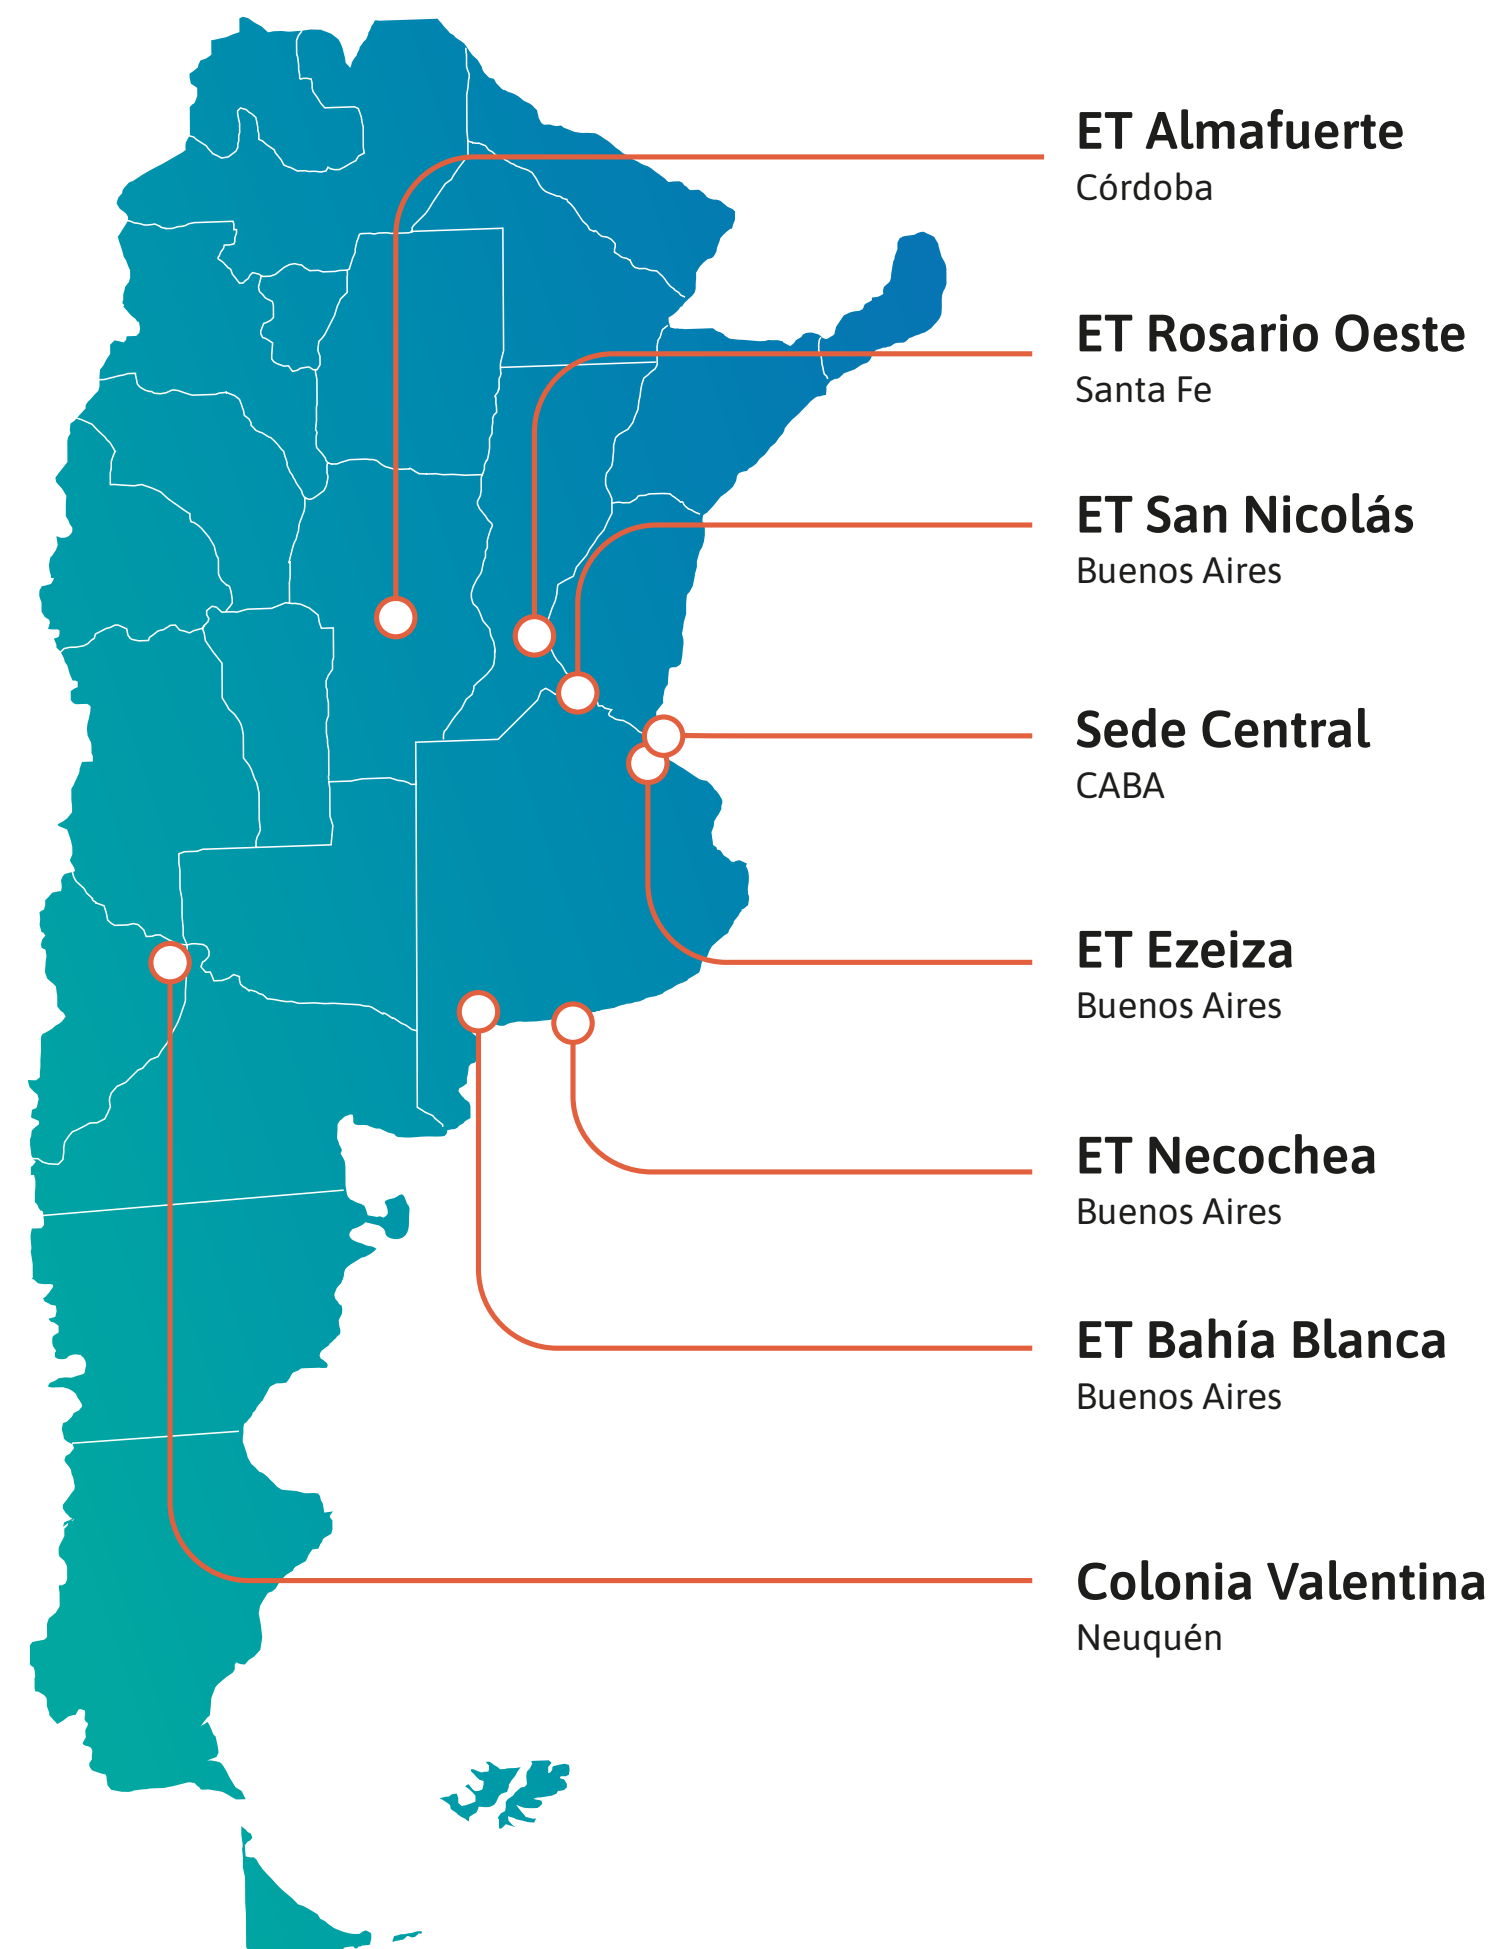 ET Almafuerte
Córdoba
ET Rosario Oeste
Santa Fe
ET San Nicolás
Buenos Aires
Sede Central
CABA
ET Ezeiza
Buenos Aires
ET Necochea
Buenos Aires
ET Bahía Blanca
Buenos Aires
Colonia Valentina
Neuquén